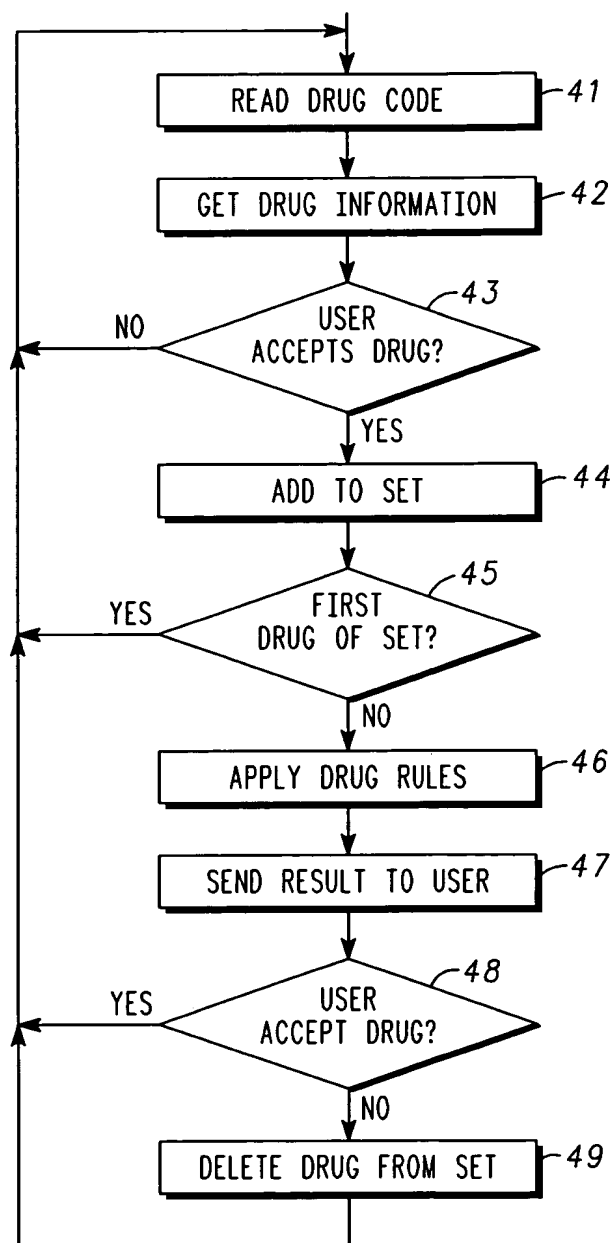 READ DRUG CODE
41
GET DRUG INFORMATION
42
43
USER
ACCEPTS DRUG?
NO
YES
ADD TO SET
44
45
FIRST
DRUG OF SET?
YES
NO
APPLY DRUG RULES
46
SEND RESULT TO USER
47
48
USER
ACCEPT DRUG?
YES
NO
DELETE DRUG FROM SET
49